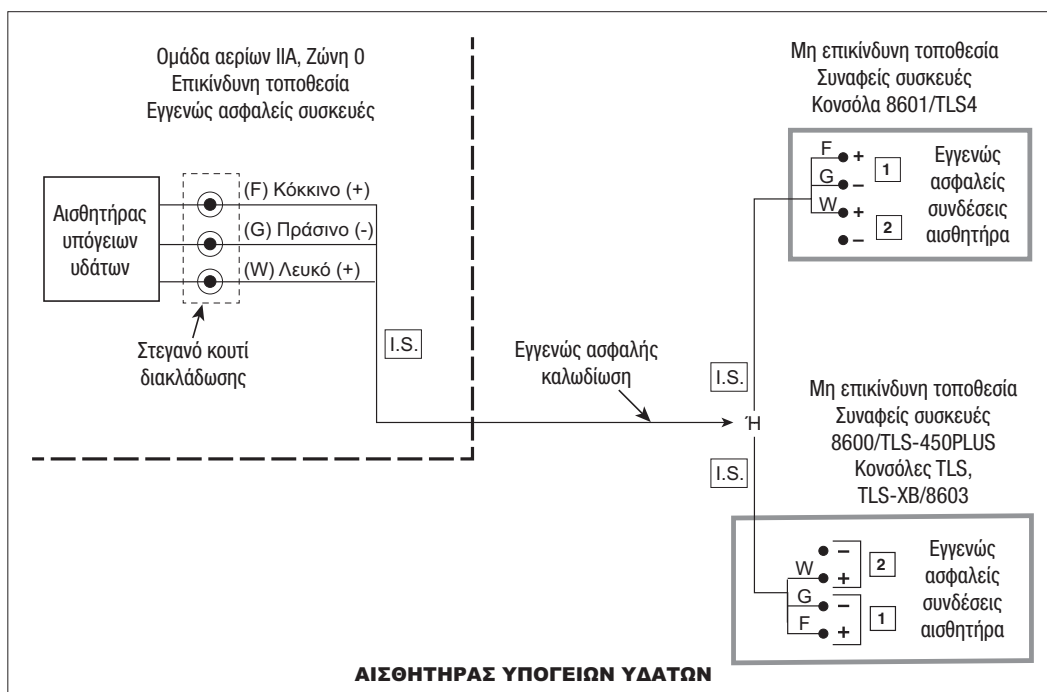 Ομάδα αερίων IIA, Ζώνη 0
Επικίνδυνη τοποθεσία
Εγγενώς ασφαλείς συσκευές
Μη επικίνδυνη τοποθεσία
Συναφείς συσκευές
Κονσόλα 8601/TLS4
Αισθητήρας
υπόγειων
υδάτων
(F) Κόκκινο (+)
(G) Πράσινο (-)
(W) Λευκό (+)
Στεγανό κουτί
διακλάδωσης
I.S.
Εγγενώς ασφαλής
καλωδίωση
F +
G − 1
W +
− 2
Εγγενώς
ασφαλείς
συνδέσεις
αισθητήρα
I.S.
Ή
I.S.
Μη επικίνδυνη τοποθεσία
Συναφείς συσκευές
8600/TLS-450PLUS
Κονσόλες TLS,
TLS-XB/8603
− 2
W +
G − 1
F +
Εγγενώς
ασφαλείς
συνδέσεις
αισθητήρα
ΑΙΣΘΗΤΗΡΑΣ ΥΠΟΓΕΙΩΝ ΥΔΑΤΩΝ